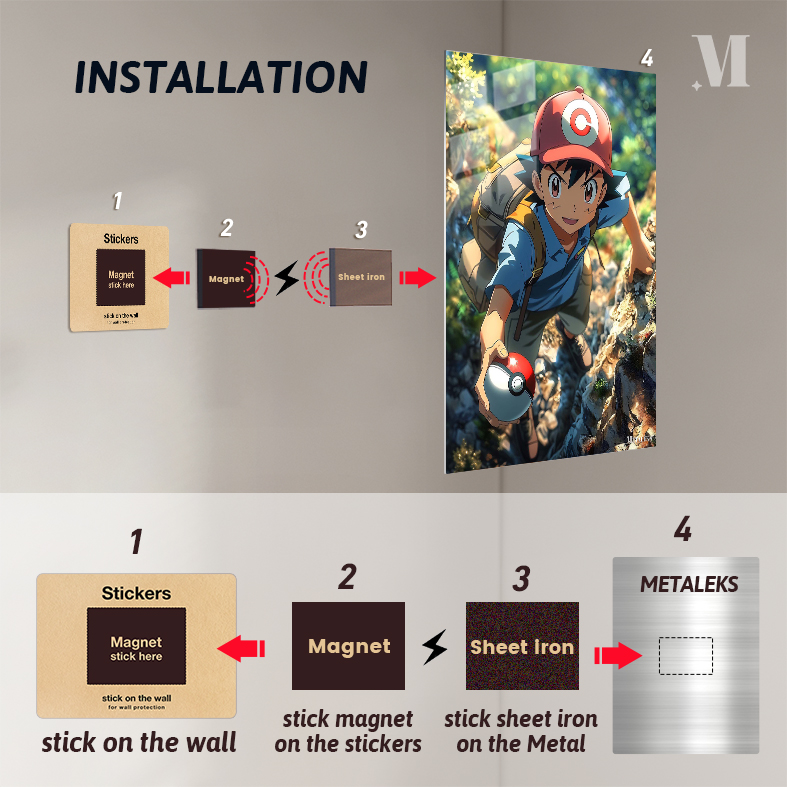 INSTALLATION
M
4
1
2
3
Stickers
Magnet
stick here
stick on the wall
for wall protection
Magnet
Sheet iron
C
1
2
3
4
Stickers
Magnet
stick here
stick on the wall
for wall protection
Magnet
Sheet Iron
METALEKS
stick on the wall
stick magnet
on the stickers
stick sheet iron
on the Metal